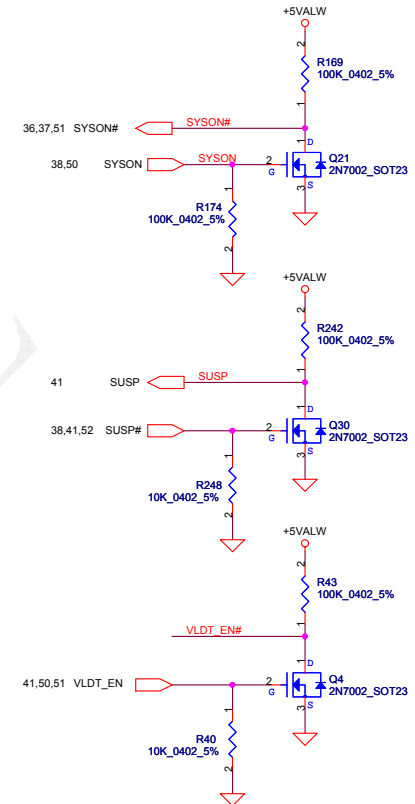 +5VALW
2
R169
100K_0402_5%
1
36,37,51 SYSON# SYSON#
1 D
38,50 SYSON SYSON 2 G
Q21
2N7002_SOT23
3 S
1
R174
100K_0402_5%
2
+5VALW
2
R242
100K_0402_5%
1
41 SUSP SUSP
1 D
38,41,52 SUSP# 2 G
Q30
2N7002_SOT23
3 S
1
R248
10K_0402_5%
2
+5VALW
2
R43
100K_0402_5%
1
VLDT_EN#
1 D
41,50,51 VLDT_EN 2 G
Q4
2N7002_SOT23
3 S
1
R40
10K_0402_5%
2